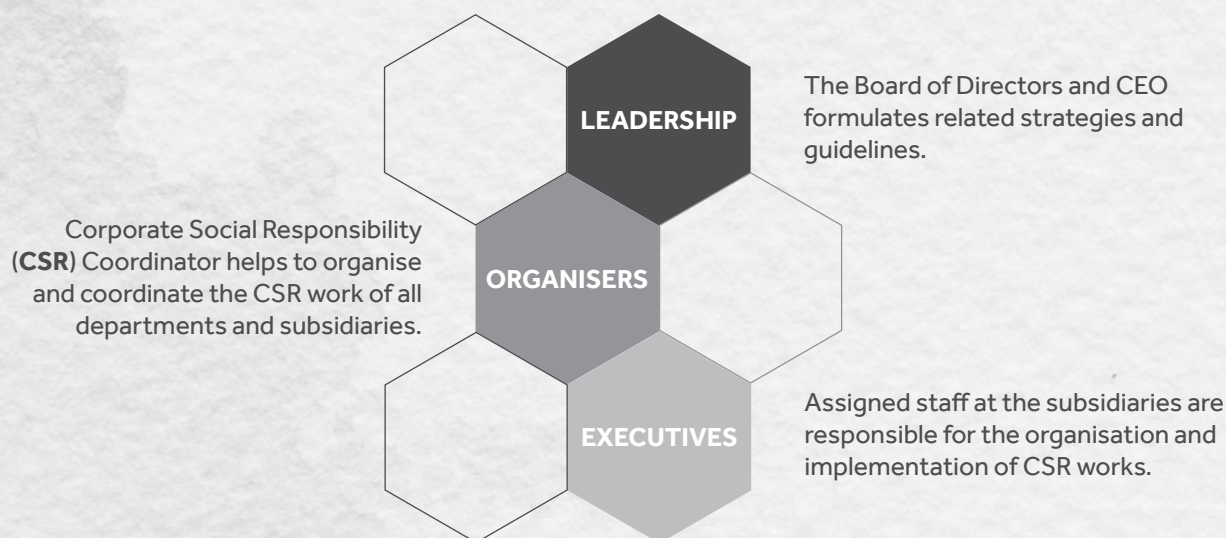 LEADERSHIP
The Board of Directors and CEO
formulates related strategies and
guidelines.
Corporate Social Responsibility
(CSR) Coordinator helps to organise
and coordinate the CSR work of all
departments and subsidiaries.
ORGANISERS
EXECUTIVES
Assigned staff at the subsidiaries are
responsible for the organisation and
implementation of CSR works.